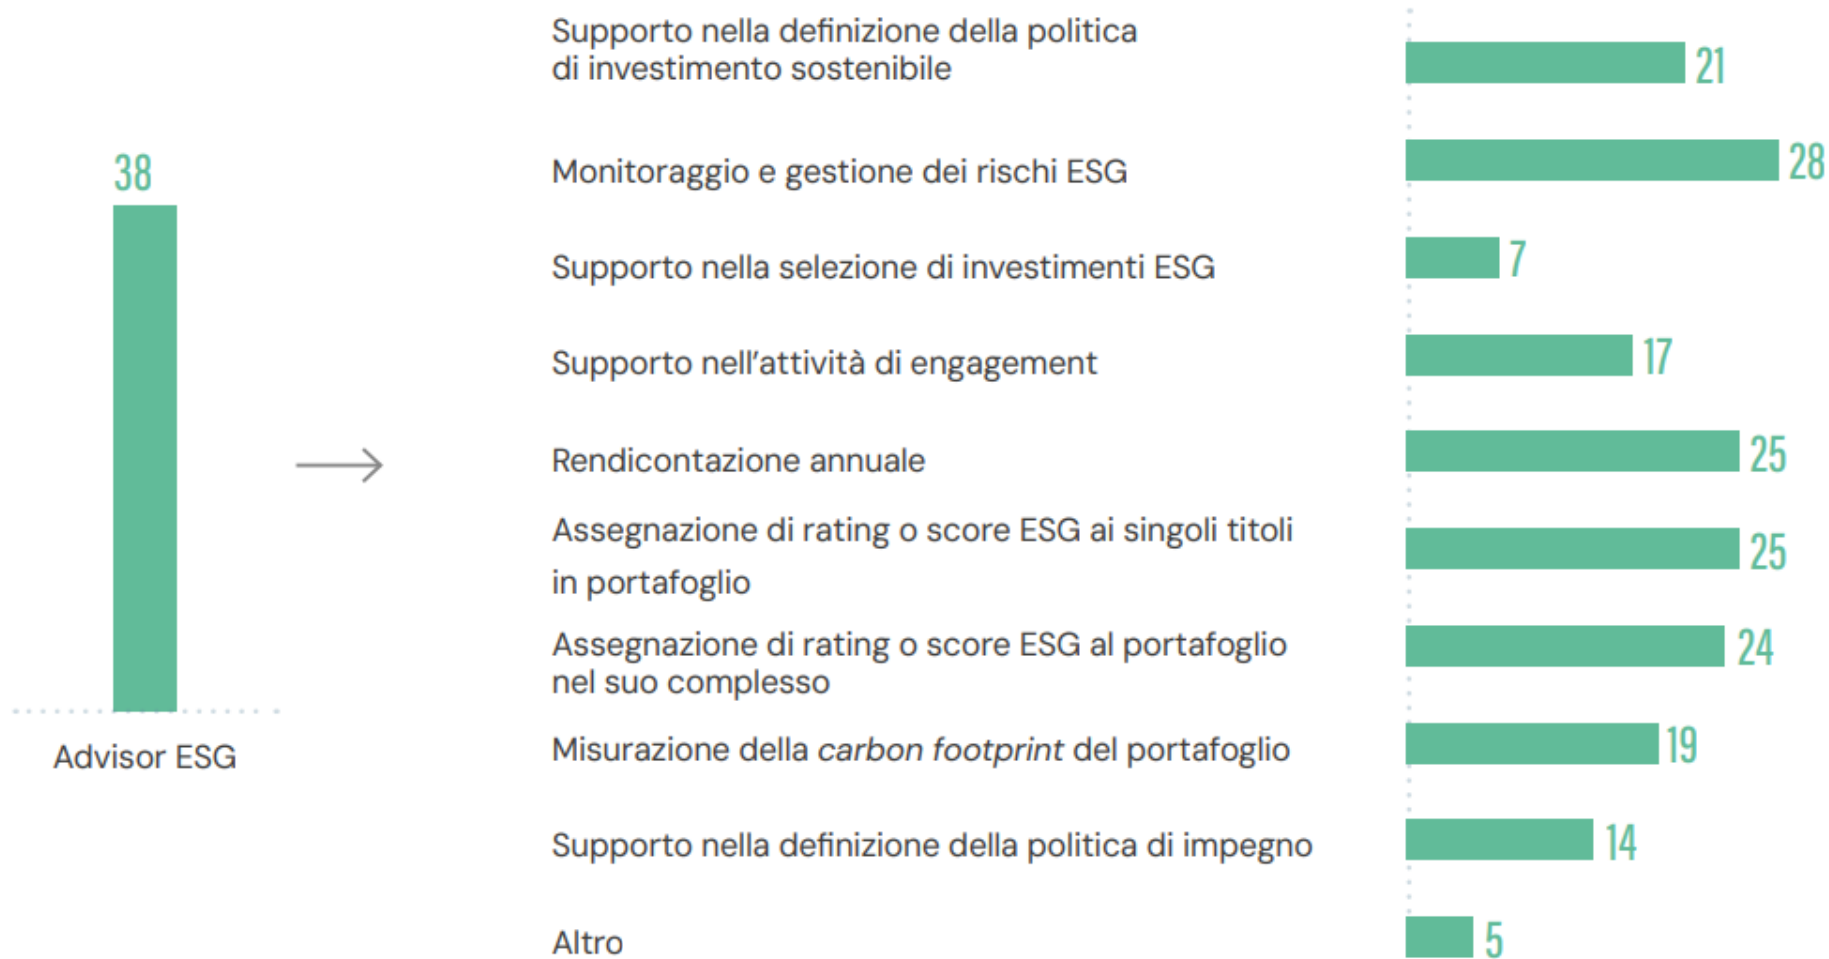 38
Advisor ESG
Supporto nella definizione della politica
di investimento sostenibile
21
Monitoraggio e gestione dei rischi ESG
28
Supporto nella selezione di investimenti ESG
7
Supporto nell’attività di engagement
17
Rendicontazione annuale
25
Assegnazione di rating o score ESG ai singoli titoli
in portafoglio
25
Assegnazione di rating o score ESG al portafoglio
nel suo complesso
24
Misurazione della carbon footprint del portafoglio
19
Supporto nella definizione della politica di impegno
14
Altro
5